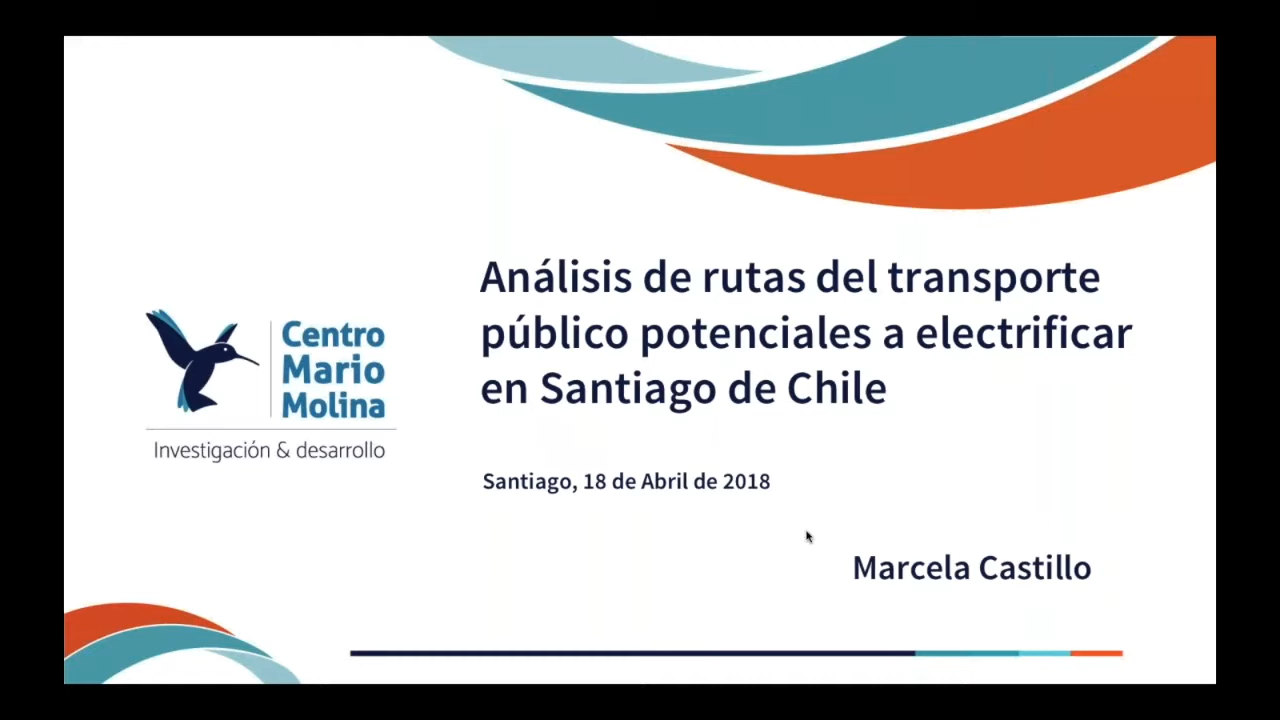 Análisis de rutas del transporte
público potenciales a electrificar
en Santiago de Chile
Centro
Mario
Molina
Investigación & desarrollo
Santiago, 18 de Abril de 2018
Marcela Castillo